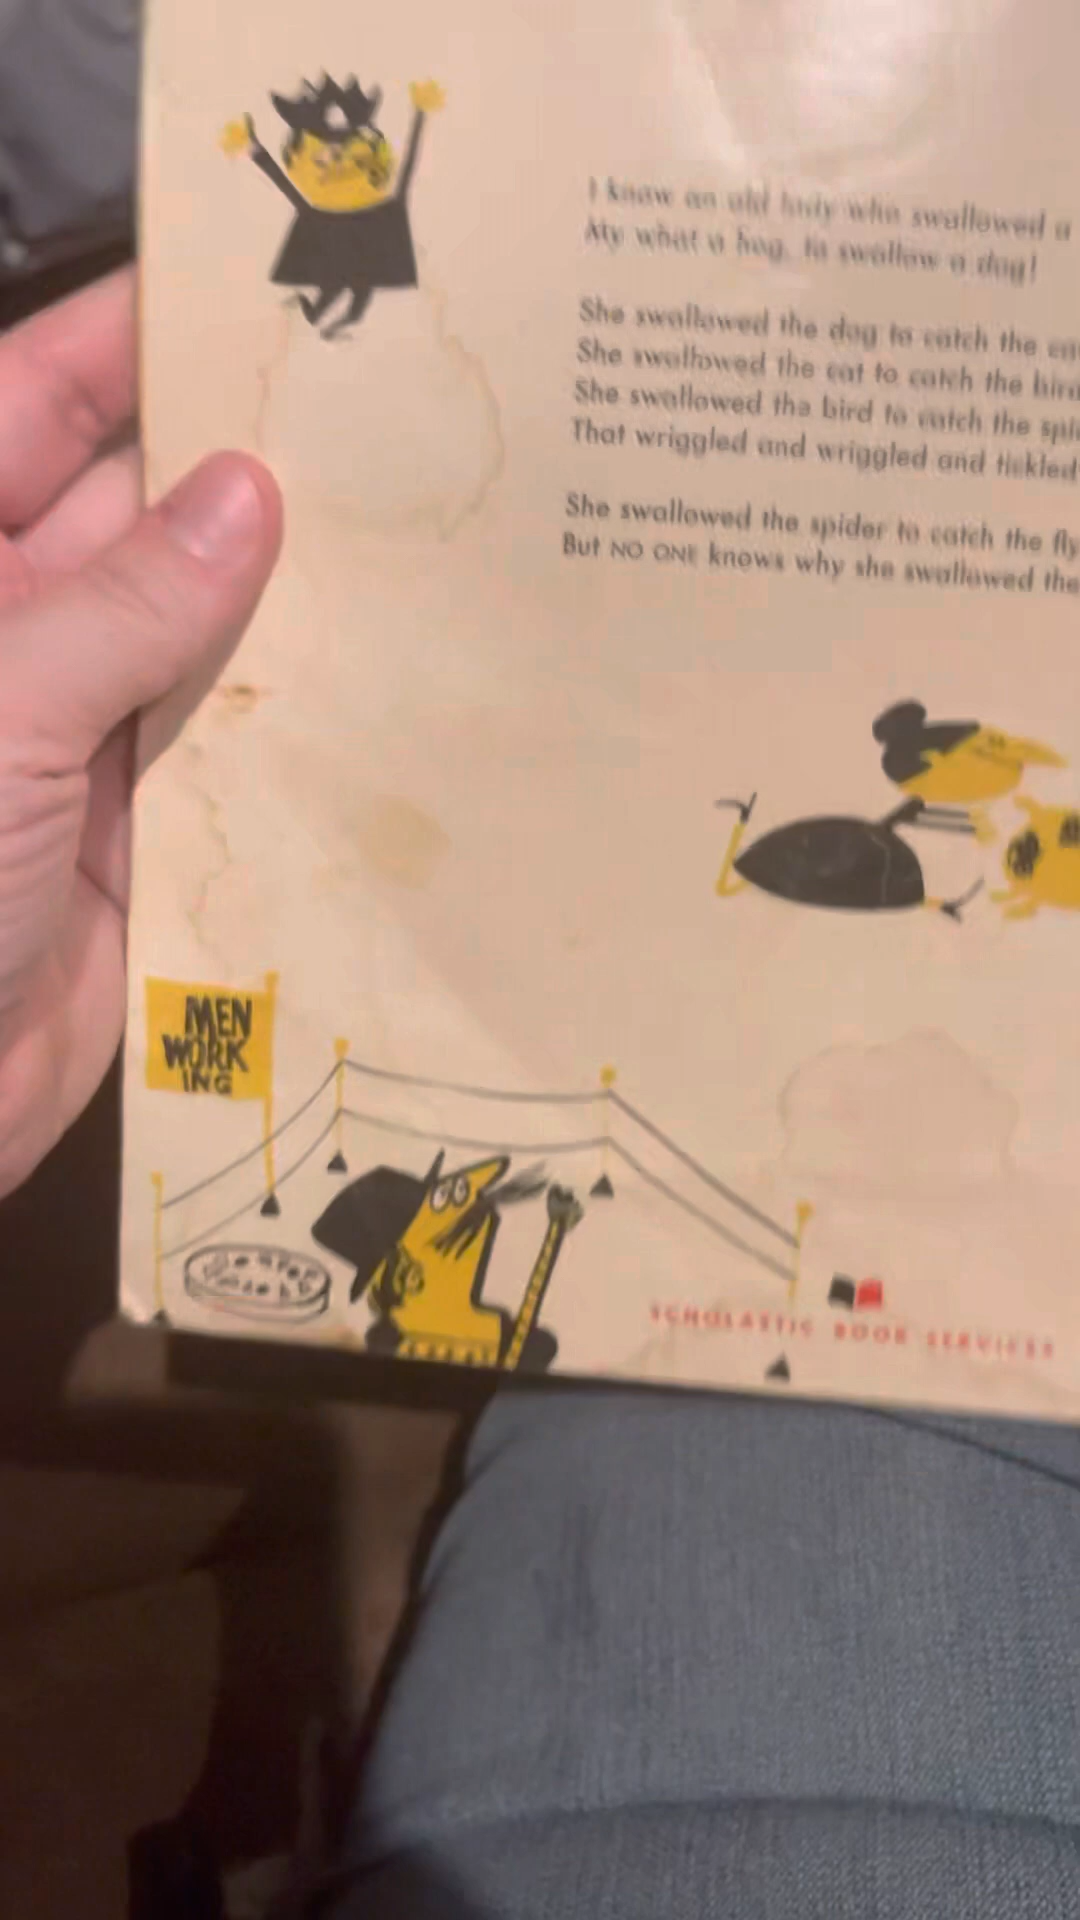 I know an old lady who swallowed a
My what a hog, to swallow a dog!
She swallowed the dog to catch the
She swallowed the cat to catch the bird
She swallowed the bird to catch the
That wriggled and wriggled and tickled
She swallowed the spider to catch the fly
But NO ONE knows why she swallowed the
MEN
WORK
ING
SCHOLASTIC BOOK SERVICES